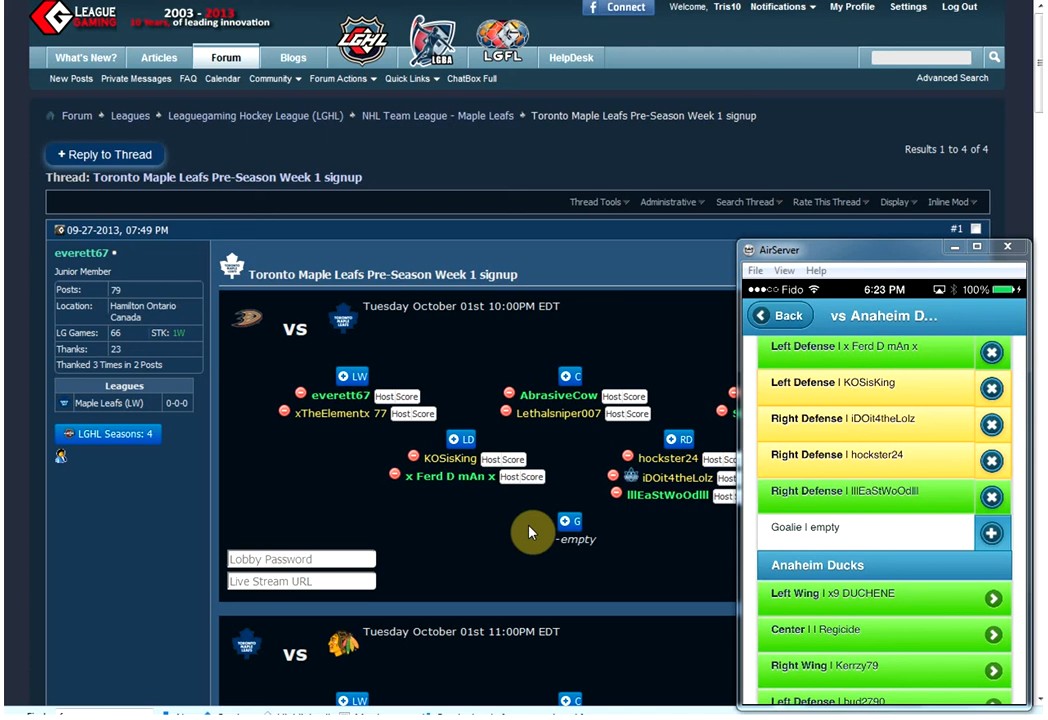 LEAGUE
GAMING
2003 - 2013
10 Years. of leading innovation
f Connect
Welcome, Tris10 Notifications My Profile Settings Log Out
LGHL
LGBA
LGFL
What's New? Articles Forum Blogs HelpDesk
New Posts Private Messages FAQ Calendar Community Forum Actions Quick Links ChatBox Full
Advanced Search
Forum Leagues Leaguegaming Hockey League (LGHL) NHL Team League - Maple Leafs Toronto Maple Leafs Pre-Season Week 1 signup
+ Reply to Thread
Results 1 to 4 of 4
Thread: Toronto Maple Leafs Pre-Season Week 1 signup
Thread Tools Administrative Search Thread Rate This Thread Display Inline Mod
09-27-2013, 07:49 PM
#1
everett67
Junior Member
Posts: 79
Location: Hamilton Ontario
Canada
LG Games: 66 STK: 1W
Thanks: 23
Thanked 3 Times in 2 Posts
Leagues
Maple Leafs (LW) 0-0-0
LGHL Seasons: 4
Toronto Maple Leafs Pre-Season Week 1 signup
Tuesday October 01st 10:00PM EDT
VS
LW
C
everett67 Host Score
AbrasiveCow Host Score
xTheElementx 77 Host Score
Lethalsniper007 Host Score
LD
RD
KOSisKing Host Score
hockster24 Host Sco
x Ferd D mAn x Host Score
iDOit4theLolz Host
lllEaStWoOdlll Host
G
-empty
Lobby Password
Live Stream URL
Tuesday October 01st 11:00PM EDT
VS
LW
C
AirServer
File View Help
Fido 6:23 PM 100%
Back
vs Anaheim D...
Left Defense | x Ferd D mAn x
Left Defense | KOSisKing
Right Defense | iDOit4theLolz
Right Defense | hockster24
Right Defense | lllEaStWoOdlll
Goalie | empty
Anaheim Ducks
Left Wing | x9 DUCHENE
Center | I Regicide
Right Wing | Kerrzy79
Left Defense | bud2790